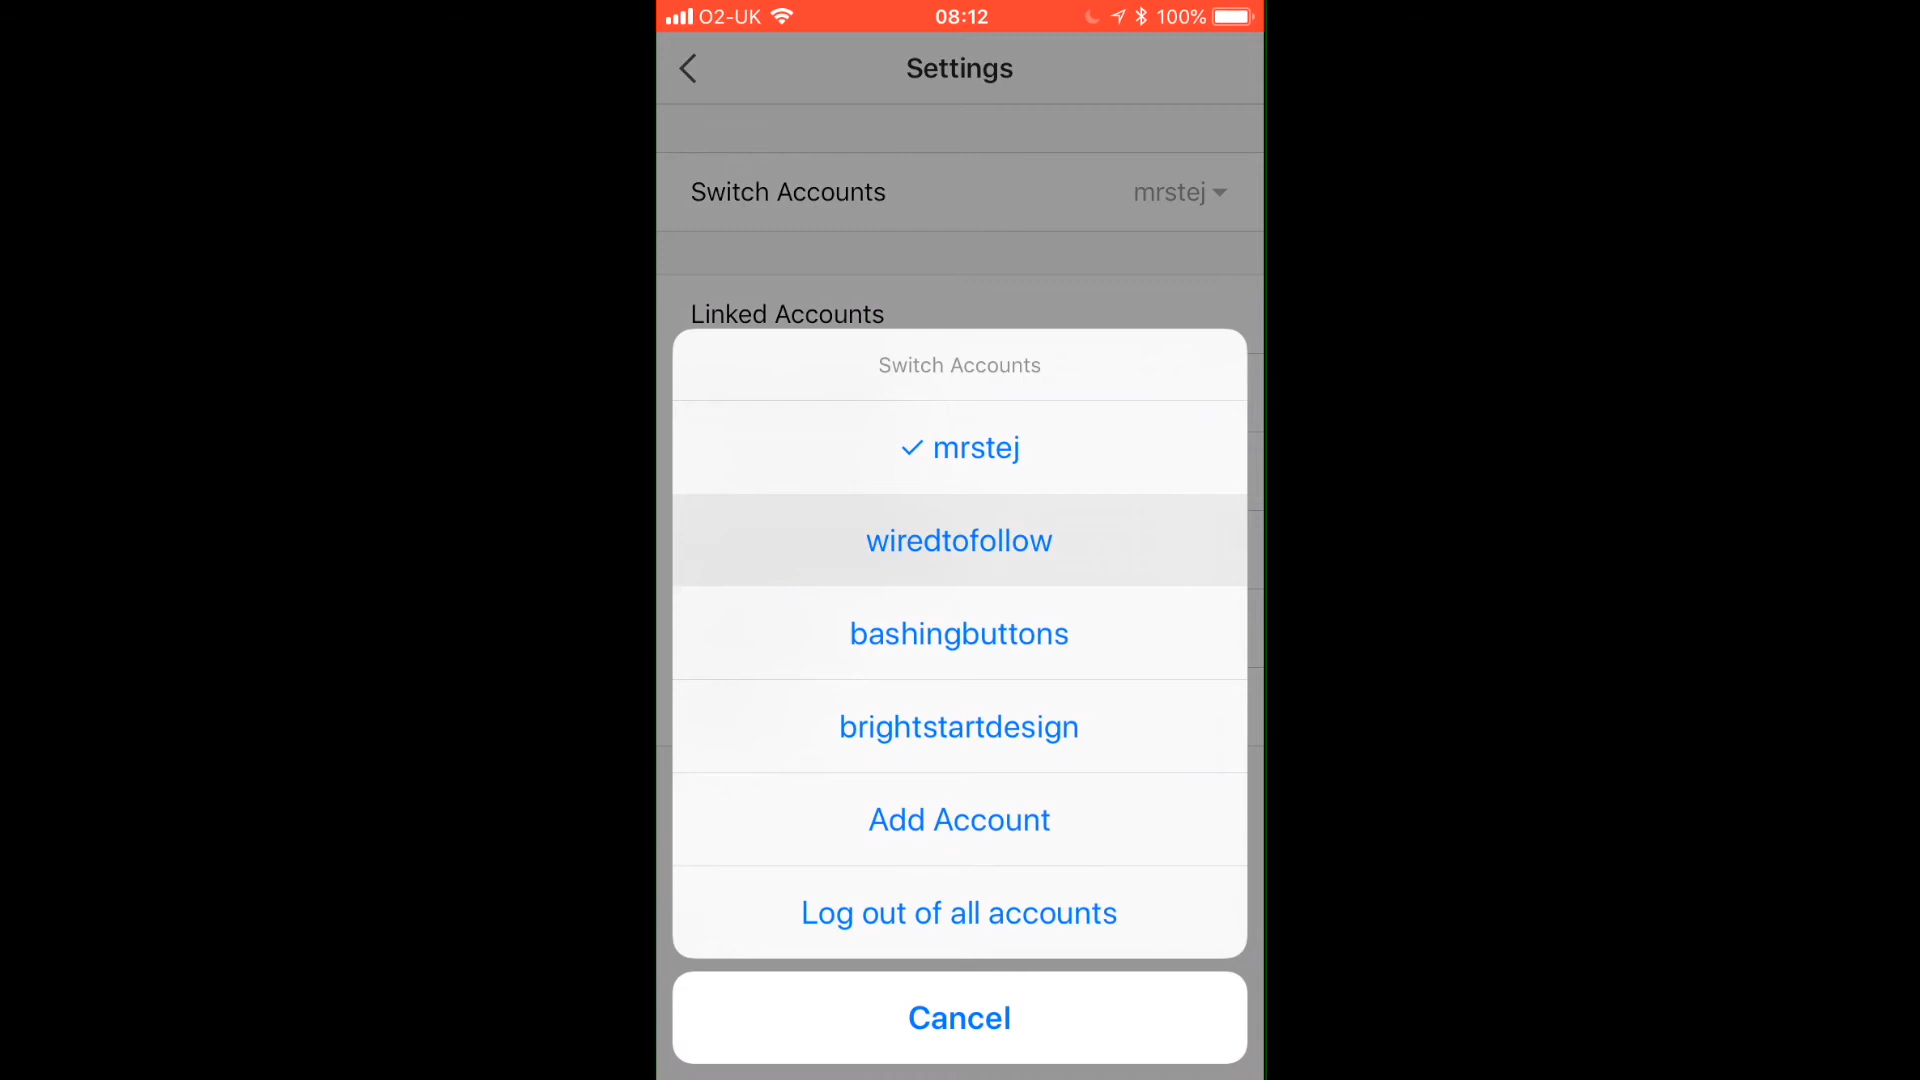 O2-UK 08:12 100%
Settings
Switch Accounts mrstej
Linked Accounts
Switch Accounts
✓ mrstej
wiredtofollow
bashingbuttons
brightstartdesign
Add Account
Log out of all accounts
Cancel